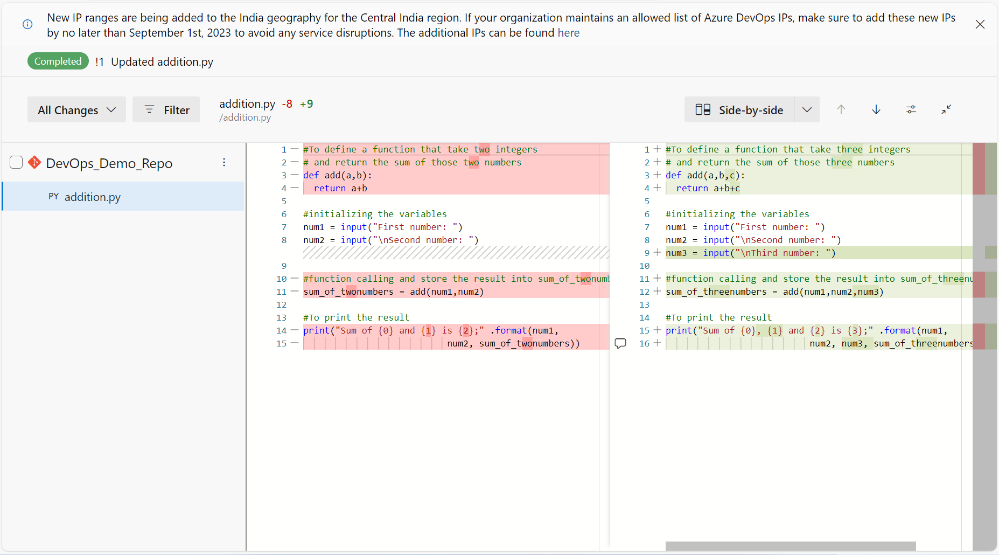 New IP ranges are being added to the India geography for the Central India region. If your organization maintains an allowed list of Azure DevOps IPs, make sure to add these new IPs
by no later than September 1st, 2023 to avoid any service disruptions. The additional IPs can be found here
Completed !1 Updated addition.py
All Changes Filter addition.py -8 +9 Side-by-side
/addition.py
DevOps_Demo_Repo
PY addition.py
1 — #To define a function that take two integers
2 — # and return the sum of those two numbers
3 — def add(a,b):
4 — return a+b
5
6 #initializing the variables
7 num1 = input("First number: ")
8 num2 = input("\nSecond number: ")
9
10 — #function calling and store the result into sum_of_twonumb
11 — sum_of_twonumbers = add(num1,num2)
12
13 #To print the result
14 — print("Sum of {0} and {1} is {2};" .format(num1,
15 — num2, sum_of_twonumbers))
1 + #To define a function that take three integers
2 + # and return the sum of those three numbers
3 + def add(a,b,c):
4 + return a+b+c
5
6 #initializing the variables
7 num1 = input("First number: ")
8 num2 = input("\nSecond number: ")
9 + num3 = input("\nThird number: ")
10
11 + #function calling and store the result into sum_of_threenu
12 + sum_of_threenumbers = add(num1,num2,num3)
13
14 #To print the result
15 + print("Sum of {0}, {1} and {2} is {3};" .format(num1,
16 + num2, num3, sum_of_threenumbers